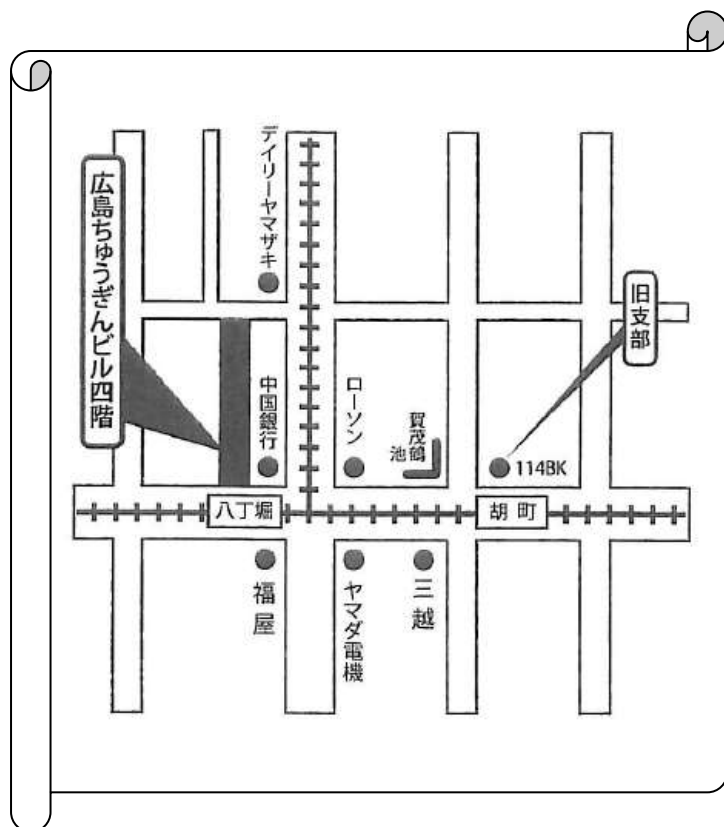 デイリーヤマザキ
広島ちゅうぎんビル四階
旧支部
中国銀行
ローソン
賀茂鶴
池
114BK
八丁堀
胡町
福屋
ヤマダ電機
三越